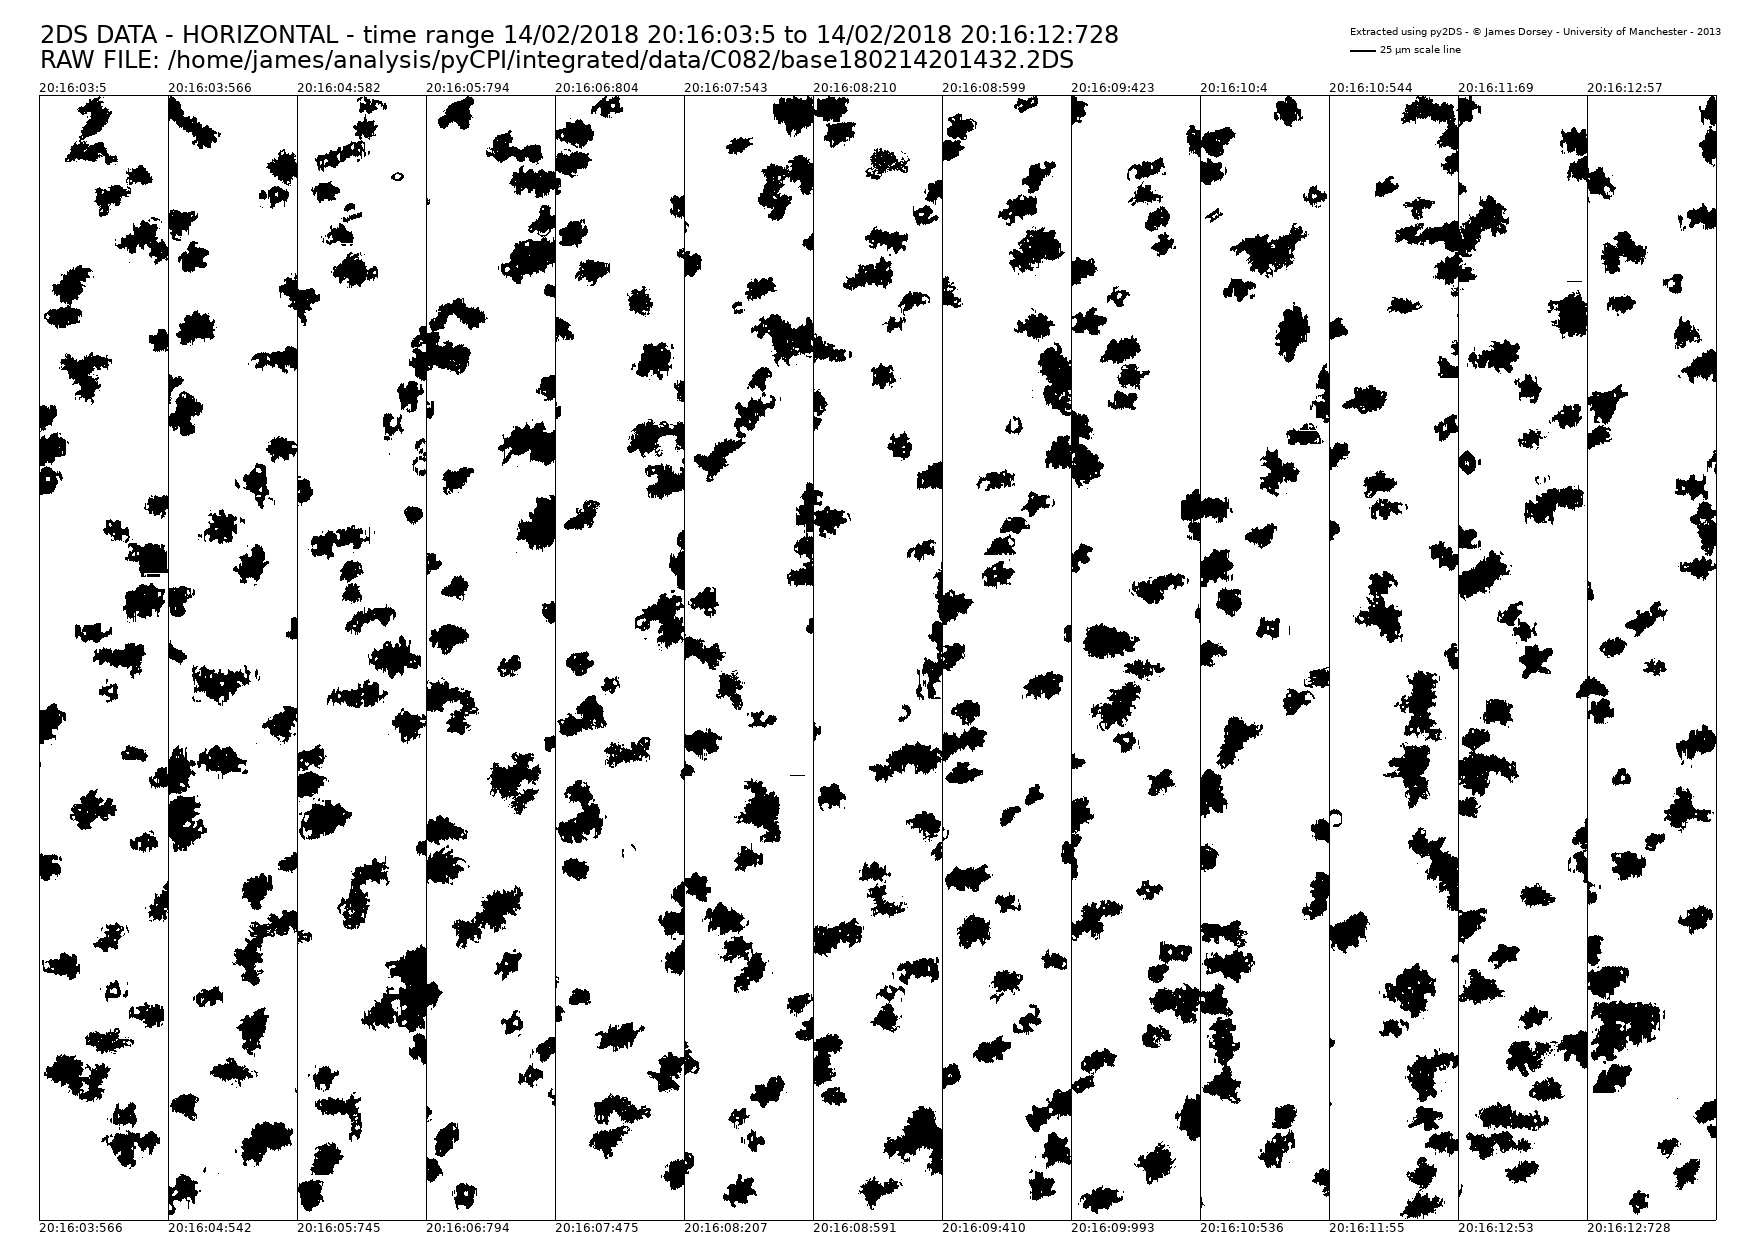 2DS DATA - HORIZONTAL - time range 14/02/2018 20:16:03:5 to 14/02/2018 20:16:12:728
RAW FILE: /home/james/analysis/pyCPI/integrated/data/C082/base180214201432.2DS
Extracted using py2DS - © James Dorsey - University of Manchester - 2013
25 µm scale line
20:16:03:5 20:16:03:566 20:16:04:582 20:16:05:794 20:16:06:804 20:16:07:543 20:16:08:210 20:16:08:599 20:16:09:423 20:16:10:4 20:16:10:544 20:16:11:69 20:16:12:57
20:16:03:566 20:16:04:542 20:16:05:745 20:16:06:794 20:16:07:475 20:16:08:207 20:16:08:591 20:16:09:410 20:16:09:993 20:16:10:536 20:16:11:55 20:16:12:53 20:16:12:728